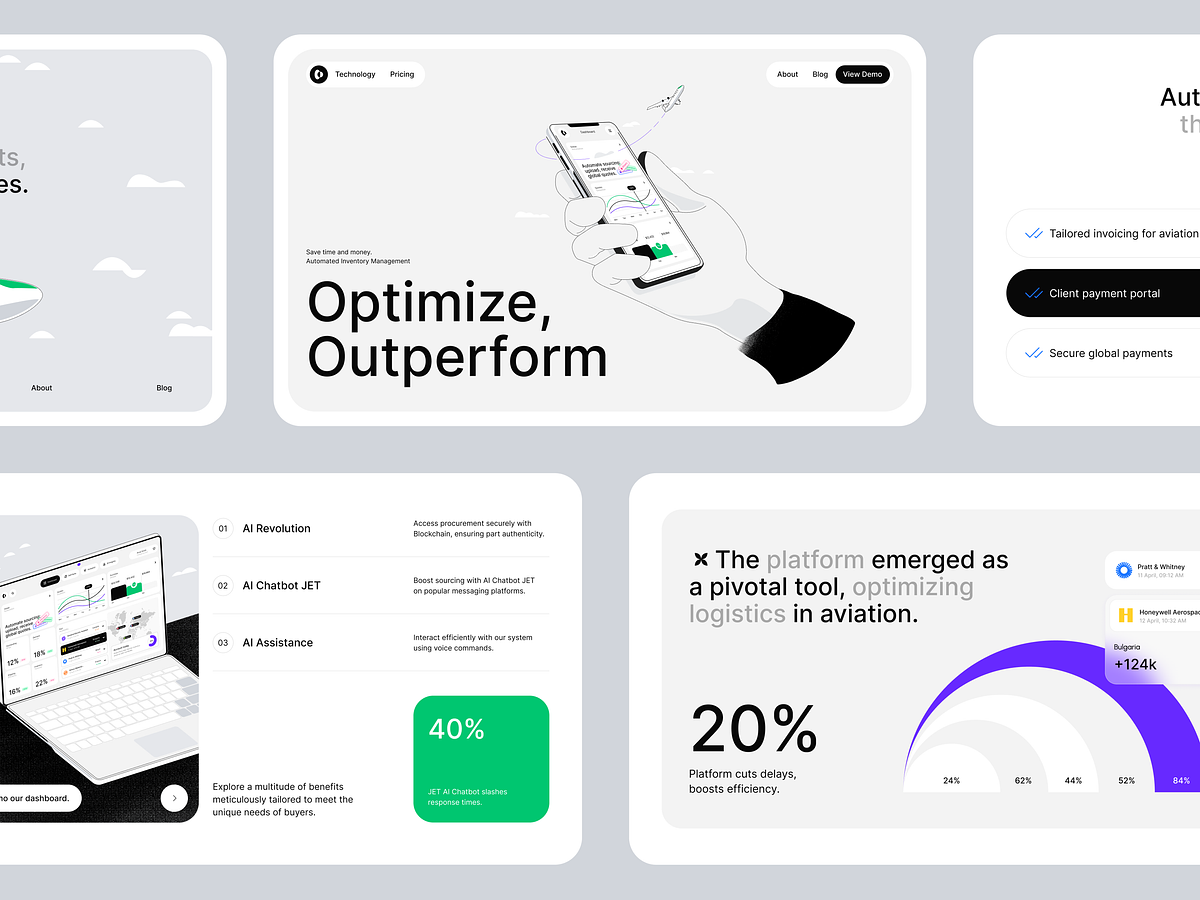 ts,
es.
About
Blog
Technology
Pricing
About
Blog
View Demo
Dashboard
Automate sourcing,
upload, receive
global quotes.
Save time and money.
Automated Inventory Management
Optimize,
Outperform
Aut
th
Tailored invoicing for aviation
Client payment portal
Secure global payments
Automate sourcing,
upload, receive
global quotes.
12%
18%
16%
22%
no our dashboard.
01
AI Revolution
Access procurement securely with
Blockchain, ensuring part authenticity.
02
AI Chatbot JET
Boost sourcing with AI Chatbot JET
on popular messaging platforms.
03
AI Assistance
Interact efficiently with our system
using voice commands.
Explore a multitude of benefits
meticulously tailored to meet the
unique needs of buyers.
40%
JET AI Chatbot slashes
response times.
The platform emerged as
a pivotal tool, optimizing
logistics in aviation.
20%
Platform cuts delays,
boosts efficiency.
Pratt & Whitney
11 April, 09:12 AM
Honeywell Aerospac
12 April, 10:32 AM
Bulgaria
+124k
24%
62%
44%
52%
84%